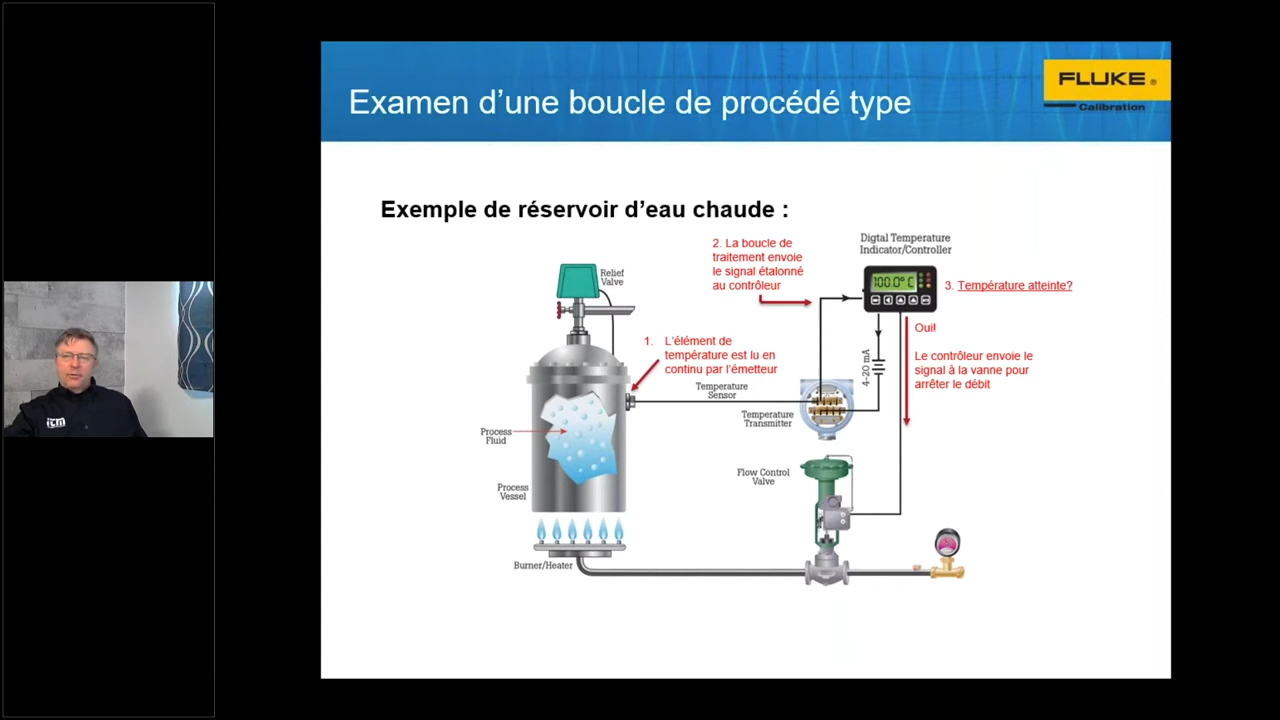 Examen d'une boucle de procédé type
FLUKE®
Calibration
Exemple de réservoir d'eau chaude :
2. La boucle de
traitement envoie
le signal étalonné
au contrôleur
Digtal Temperature
Indicator/Controller
100.0°C
3. Température atteinte?
Relief
Valve
1. L'élément de
température est lu en
continu par l'émetteur
Oui!
Le contrôleur envoie le
signal à la vanne pour
arrêter le débit
4-20 mA
Temperature
Sensor
Temperature
Transmitter
Process
Fluid
Flow Control
Valve
Process
Vessel
Burner/Heater
itm